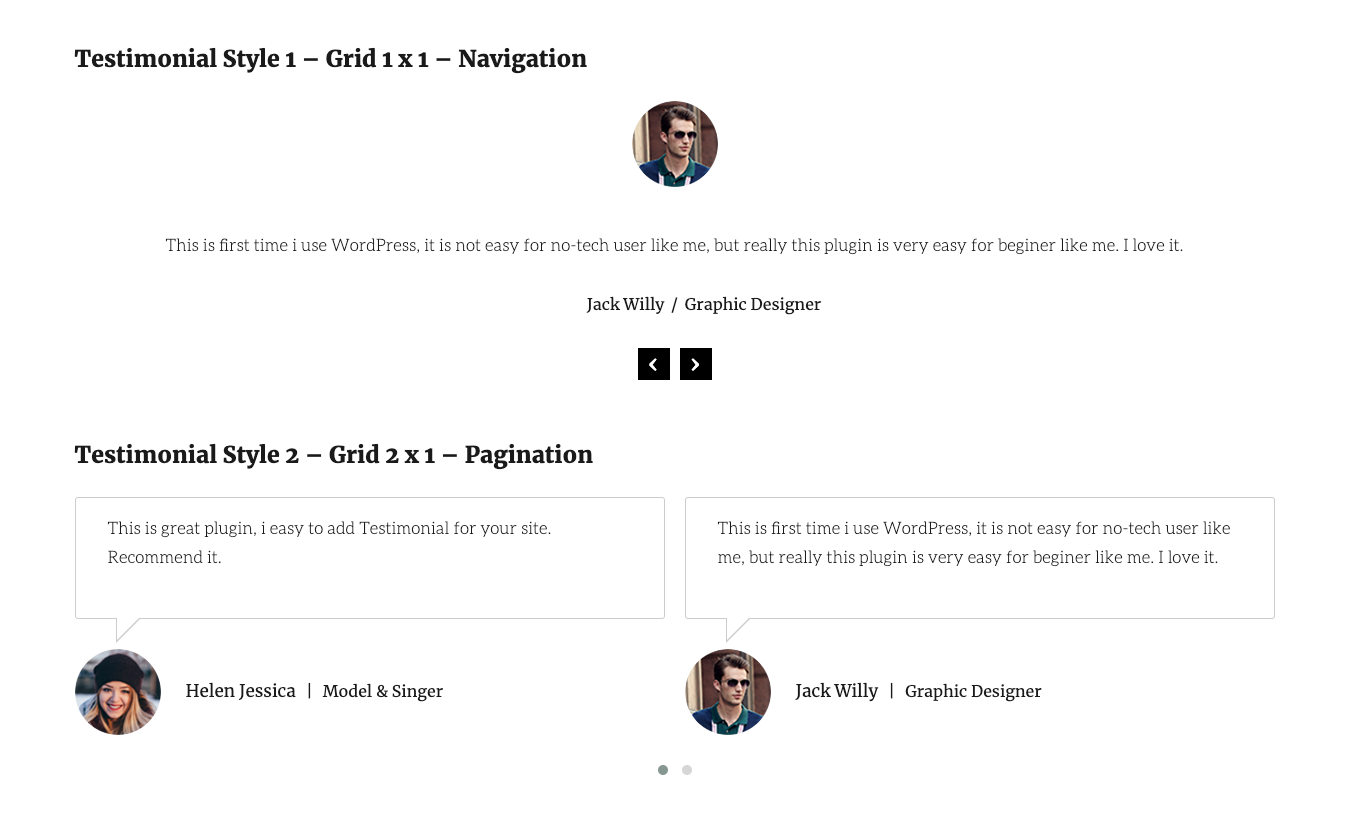 Testimonial Style 1 – Grid 1 x 1 – Navigation
This is first time i use WordPress, it is not easy for no-tech user like me, but really this plugin is very easy for beginer like me. I love it.
Jack Willy / Graphic Designer
Testimonial Style 2 – Grid 2 x 1 – Pagination
This is great plugin, i easy to add Testimonial for your site.
Recommend it.
Helen Jessica | Model & Singer
This is first time i use WordPress, it is not easy for no-tech user like
me, but really this plugin is very easy for beginer like me. I love it.
Jack Willy | Graphic Designer